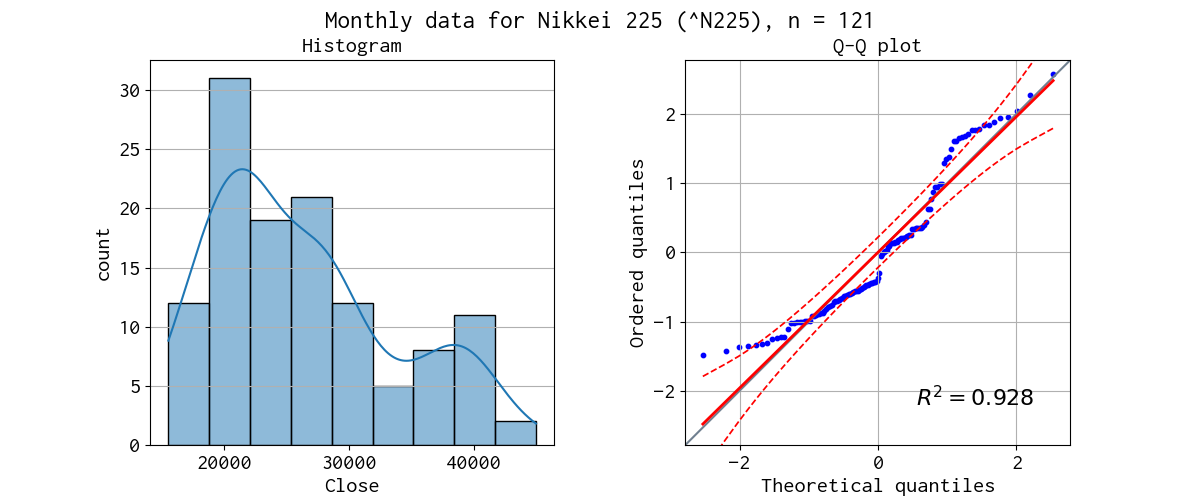 Monthly data for Nikkei 225 (^N225), n = 121
Histogram
count
30
25
20
15
10
5
0
20000 30000 40000
Close
Q-Q plot
Ordered quantiles
2
1
0
−1
−2
R² = 0.928
−2 0 2
Theoretical quantiles